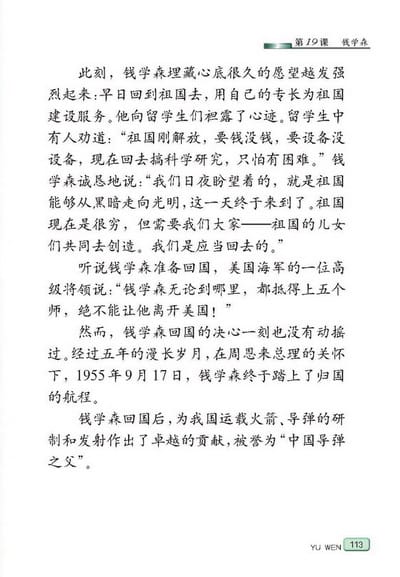 第19课 钱学森
此刻，钱学森埋藏心底很久的愿望越发强
烈起来：早日回到祖国去，用自己的专长为祖国
建设服务。他向留学生们袒露了心迹。留学生中
有人劝道：“祖国刚解放，要钱没钱，要设备没
设备，现在回去搞科学研究，只怕有困难。”钱
学森诚恳地说：“我们日夜盼望着的，就是祖国
能够从黑暗走向光明，这一天终于来到了。祖国
现在是很穷，但需要我们大家——祖国的儿女
们共同去创造。我们是应当回去的。”
听说钱学森准备回国，美国海军的一位高
级将领说：“钱学森无论到哪里，都抵得上五个
师，绝不能让他离开美国！”
然而，钱学森回国的决心一刻也没有动摇
过。经过五年的漫长岁月，在周恩来总理的关怀
下，1955年9月17日，钱学森终于踏上了归国
的航程。
钱学森回国后，为我国运载火箭、导弹的研
制和发射作出了卓越的贡献，被誉为“中国导弹
之父”。
YU WEN 113